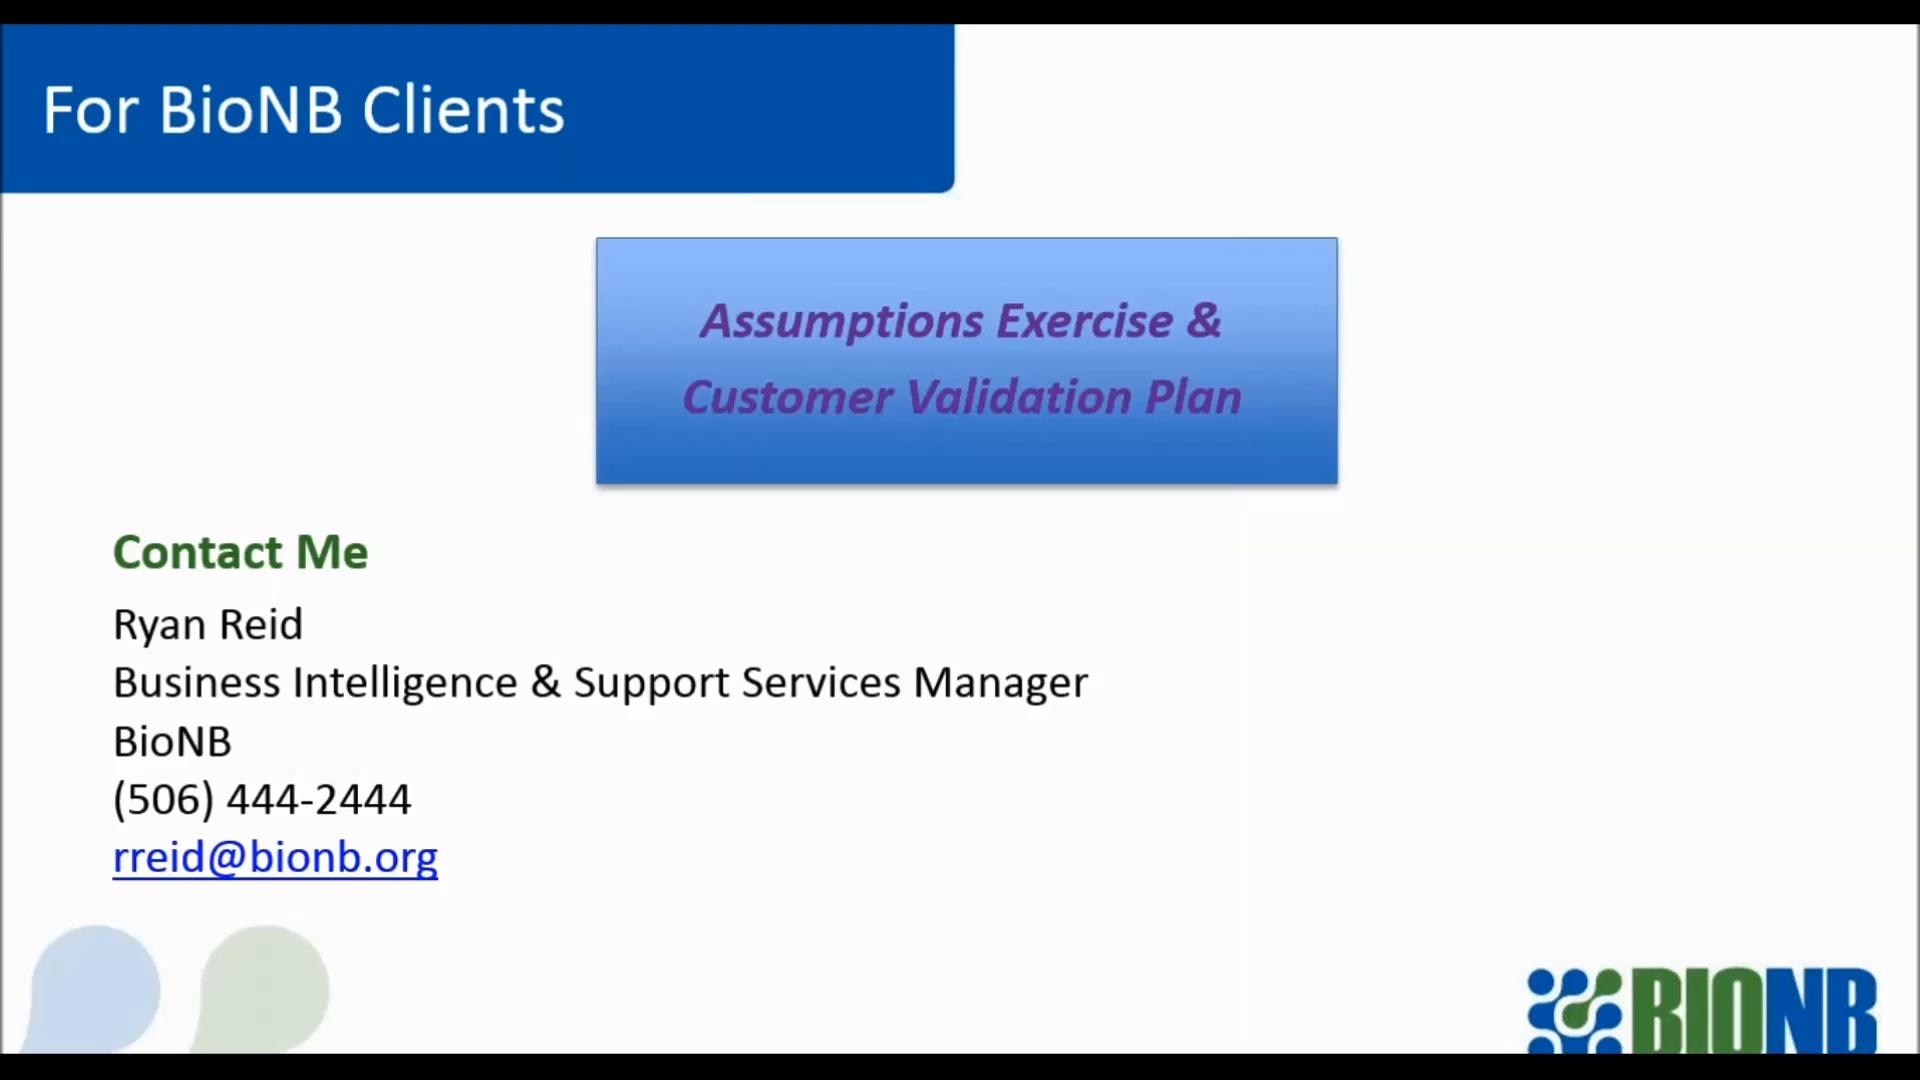 For BioNB Clients
Assumptions Exercise &
Customer Validation Plan
Contact Me
Ryan Reid
Business Intelligence & Support Services Manager
BioNB
(506) 444-2444
rreid@bionb.org
BIONB